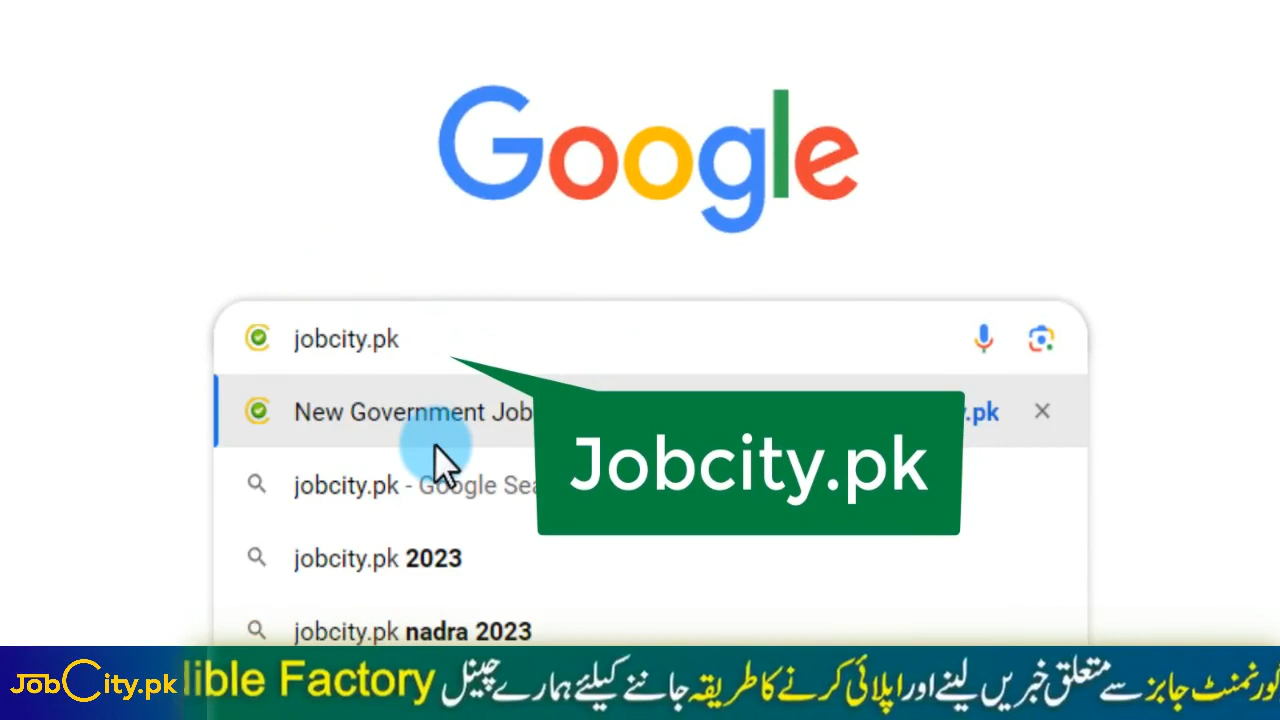 Google
jobcity.pk
New Government Job
.pk
Jobcity.pk
jobcity.pk - Google Sea
jobcity.pk 2023
jobcity.pk nadra 2023
JobCity.pk
گورنمنٹ جابز سے متعلق خبریں لینے اور اپلائی کرنے کا طریقہ جاننے کیلئے ہمارے چینل dible Factory